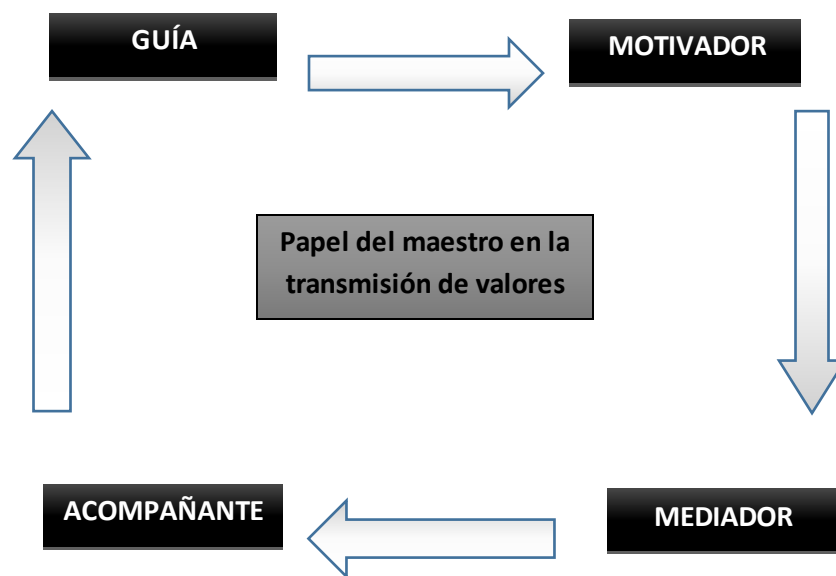 GUÍA
MOTIVADOR
Papel del maestro en la
transmisión de valores
ACOMPAÑANTE
MEDIADOR